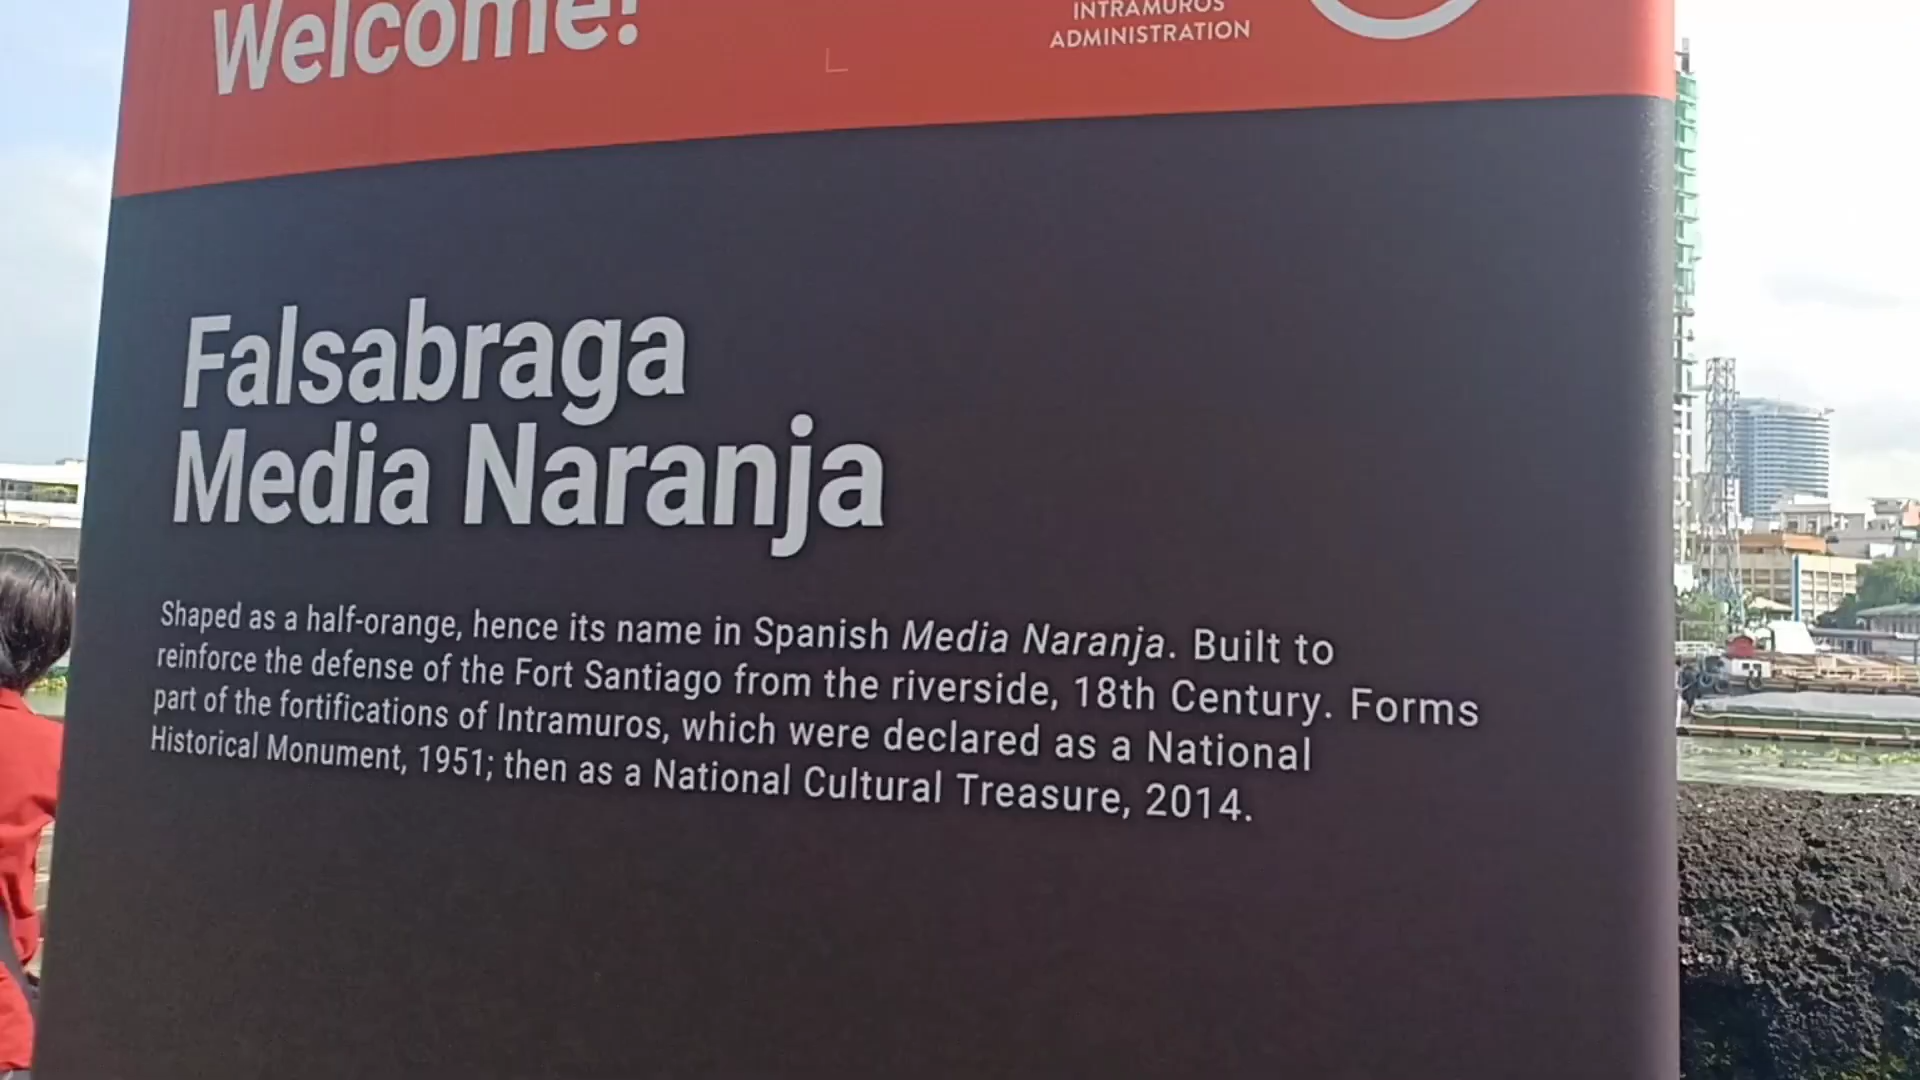 Welcome!
INTRAMUROS
ADMINISTRATION
Falsabraga
Media Naranja
Shaped as a half-orange, hence its name in Spanish Media Naranja. Built to
reinforce the defense of the Fort Santiago from the riverside, 18th Century. Forms
part of the fortifications of Intramuros, which were declared as a National
Historical Monument, 1951; then as a National Cultural Treasure, 2014.